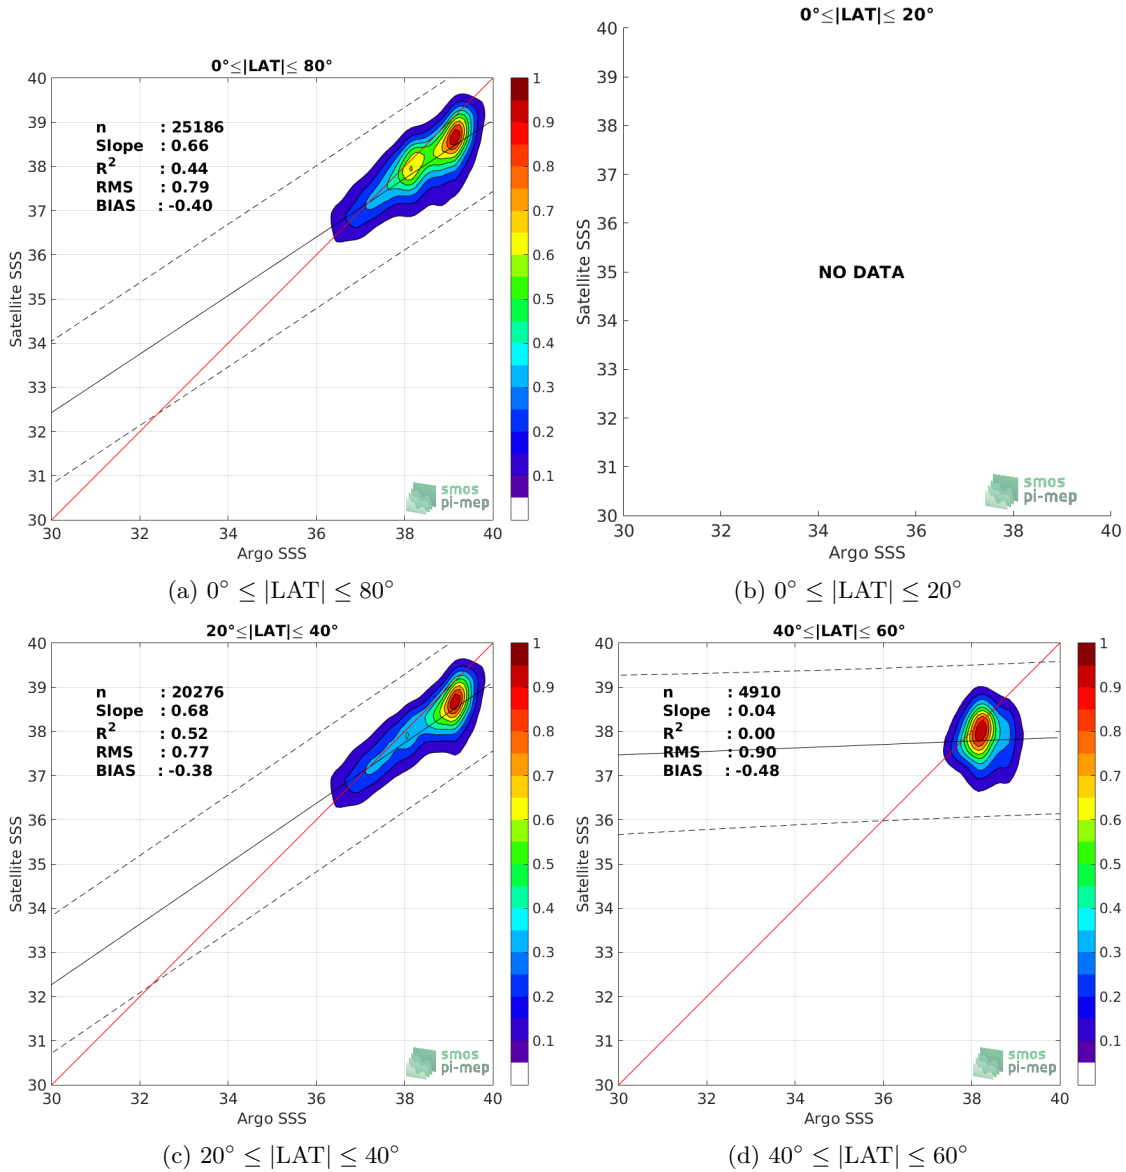 0°≤|LAT|≤ 80°
n : 25186
Slope : 0.66
R² : 0.44
RMS : 0.79
BIAS : -0.40
Satellite SSS
40
39
38
37
36
35
34
33
32
31
30
30 32 34 36 38 40
Argo SSS
1
0.9
0.8
0.7
0.6
0.5
0.4
0.3
0.2
0.1
smos
pi-mep
(a) 0° ≤ |LAT| ≤ 80°
0°≤|LAT|≤ 20°
Satellite SSS
40
39
38
37
36
35
34
33
32
31
30
NO DATA
30 32 34 36 38 40
Argo SSS
smos
pi-mep
(b) 0° ≤ |LAT| ≤ 20°
20°≤|LAT|≤ 40°
n : 20276
Slope : 0.68
R² : 0.52
RMS : 0.77
BIAS : -0.38
Satellite SSS
40
39
38
37
36
35
34
33
32
31
30
30 32 34 36 38 40
Argo SSS
1
0.9
0.8
0.7
0.6
0.5
0.4
0.3
0.2
0.1
smos
pi-mep
(c) 20° ≤ |LAT| ≤ 40°
40°≤|LAT|≤ 60°
n : 4910
Slope : 0.04
R² : 0.00
RMS : 0.90
BIAS : -0.48
Satellite SSS
40
39
38
37
36
35
34
33
32
31
30
30 32 34 36 38 40
Argo SSS
1
0.9
0.8
0.7
0.6
0.5
0.4
0.3
0.2
0.1
smos
pi-mep
(d) 40° ≤ |LAT| ≤ 60°